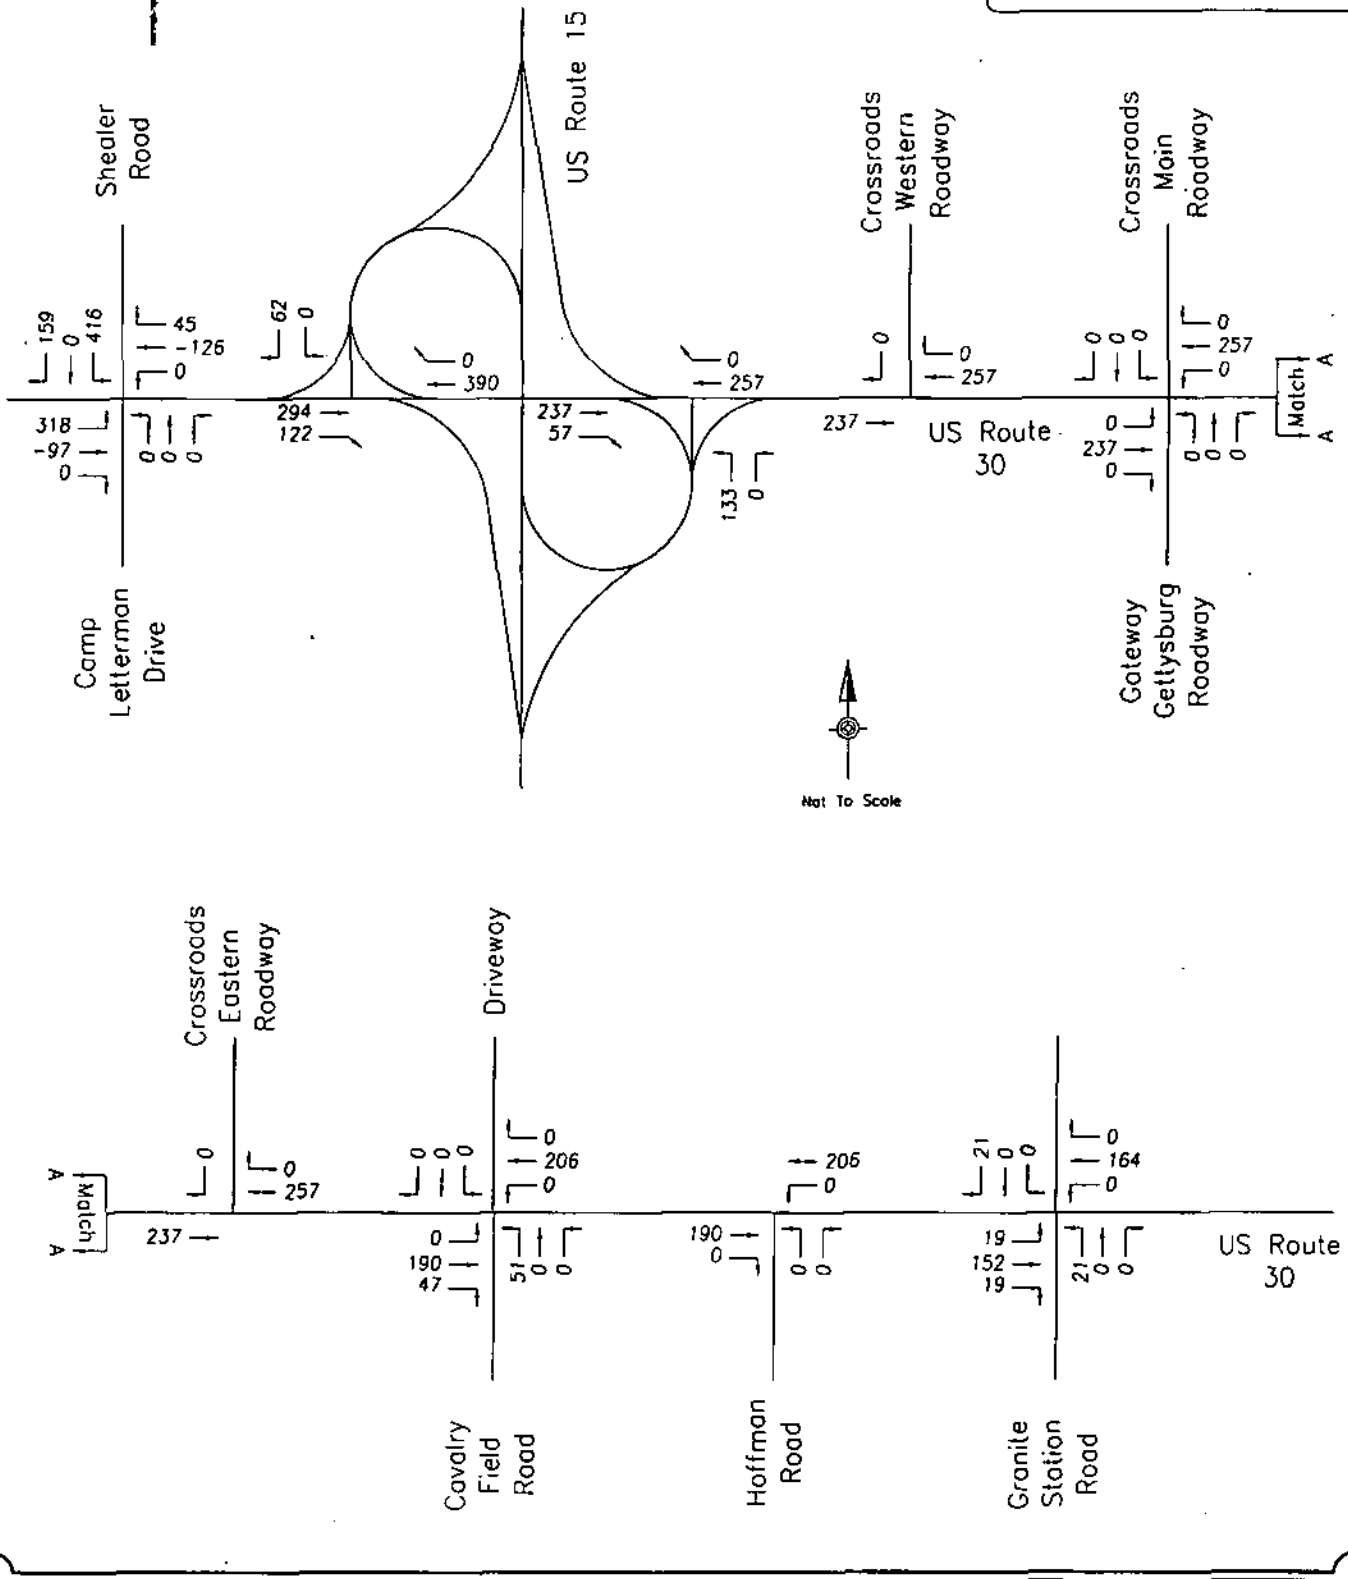 Shealer
Road
159
0
416
45
-126
0
318
-97
0
0
0
0
Camp
Letterman
Drive
62
0
0
390
294
122
US Route 15
0
257
237
57
133
0
Crossroads
Western
Roadway
0
0
257
237
US Route
30
Crossroads
Main
Roadway
0
0
0
0
257
0
0
237
0
0
0
0
Match
A
A
Gateway
Gettysburg
Roadway
Not To Scale
A
Match
A
Crossroads
Eastern
Roadway
0
0
257
237
Driveway
0
0
0
0
206
0
0
190
47
51
0
0
Cavalry
Field
Road
206
0
190
0
0
0
Hoffman
Road
21
0
0
0
164
0
19
152
19
21
0
0
Granite
Station
Road
US Route
30